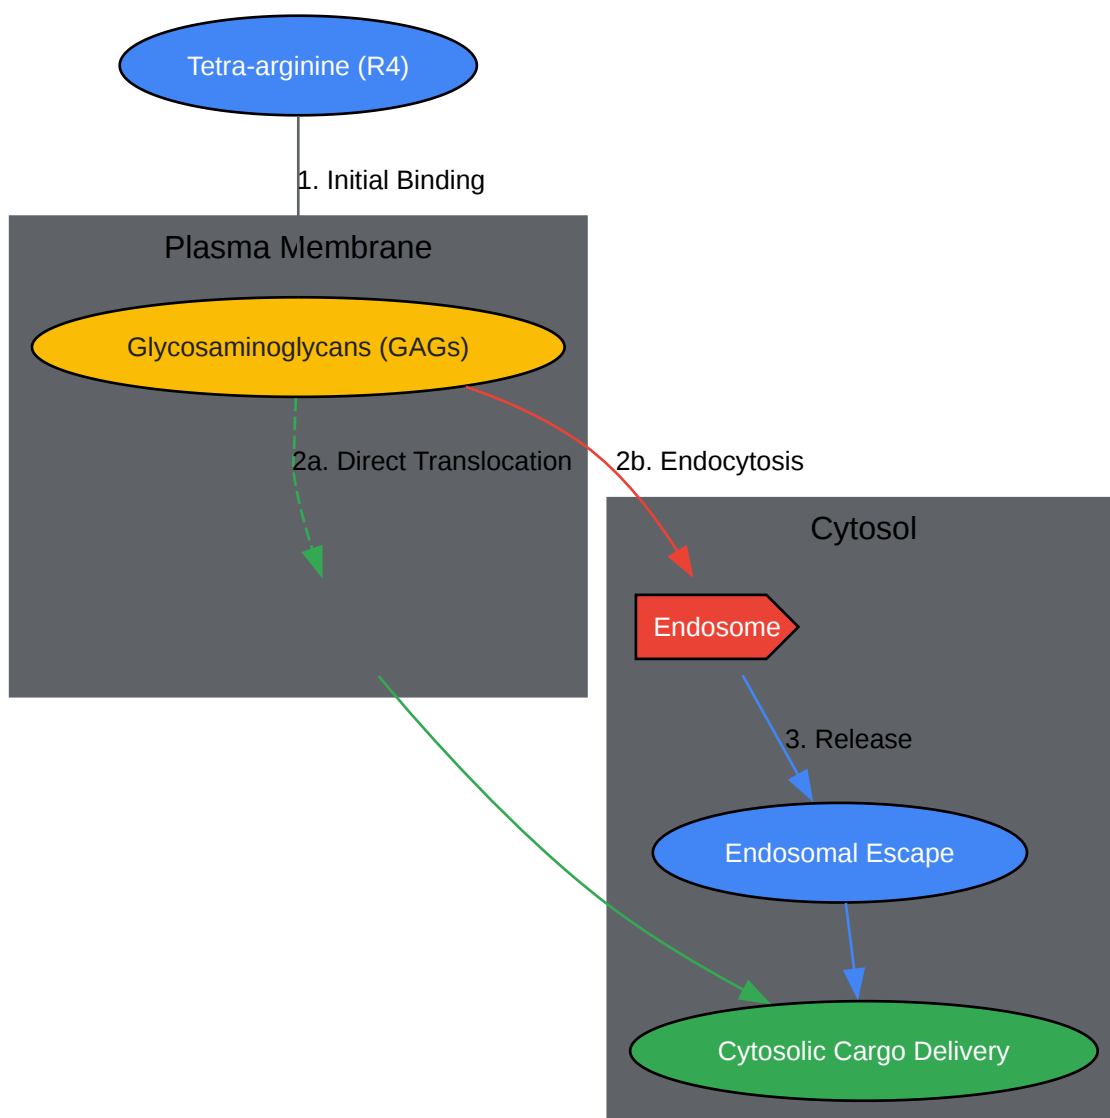 Tetra-arginine (R4)
1. Initial Binding
Plasma Membrane
Glycosaminoglycans (GAGs)
2a. Direct Translocation
2b. Endocytosis
Cytosol
Endosome
3. Release
Endosomal Escape
Cytosolic Cargo Delivery